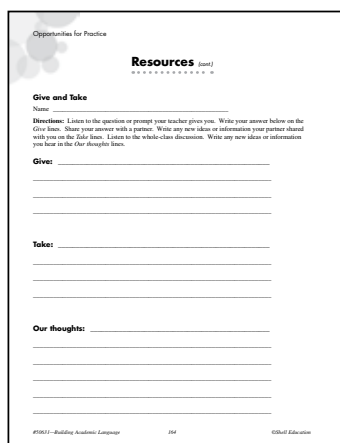 Opportunities for Practice
Resources (cont.)
Give and Take
Name
Directions: Listen to the question or prompt your teacher gives you. Write your answer below on the
Give lines. Share your answer with a partner. Write any new ideas or information your partner shared
with you on the Take lines. Listen to the whole-class discussion. Write any new ideas or information
you hear in the Our thoughts lines.
Give:
Take:
Our thoughts:
#50631—Building Academic Language 164 ©Shell Education